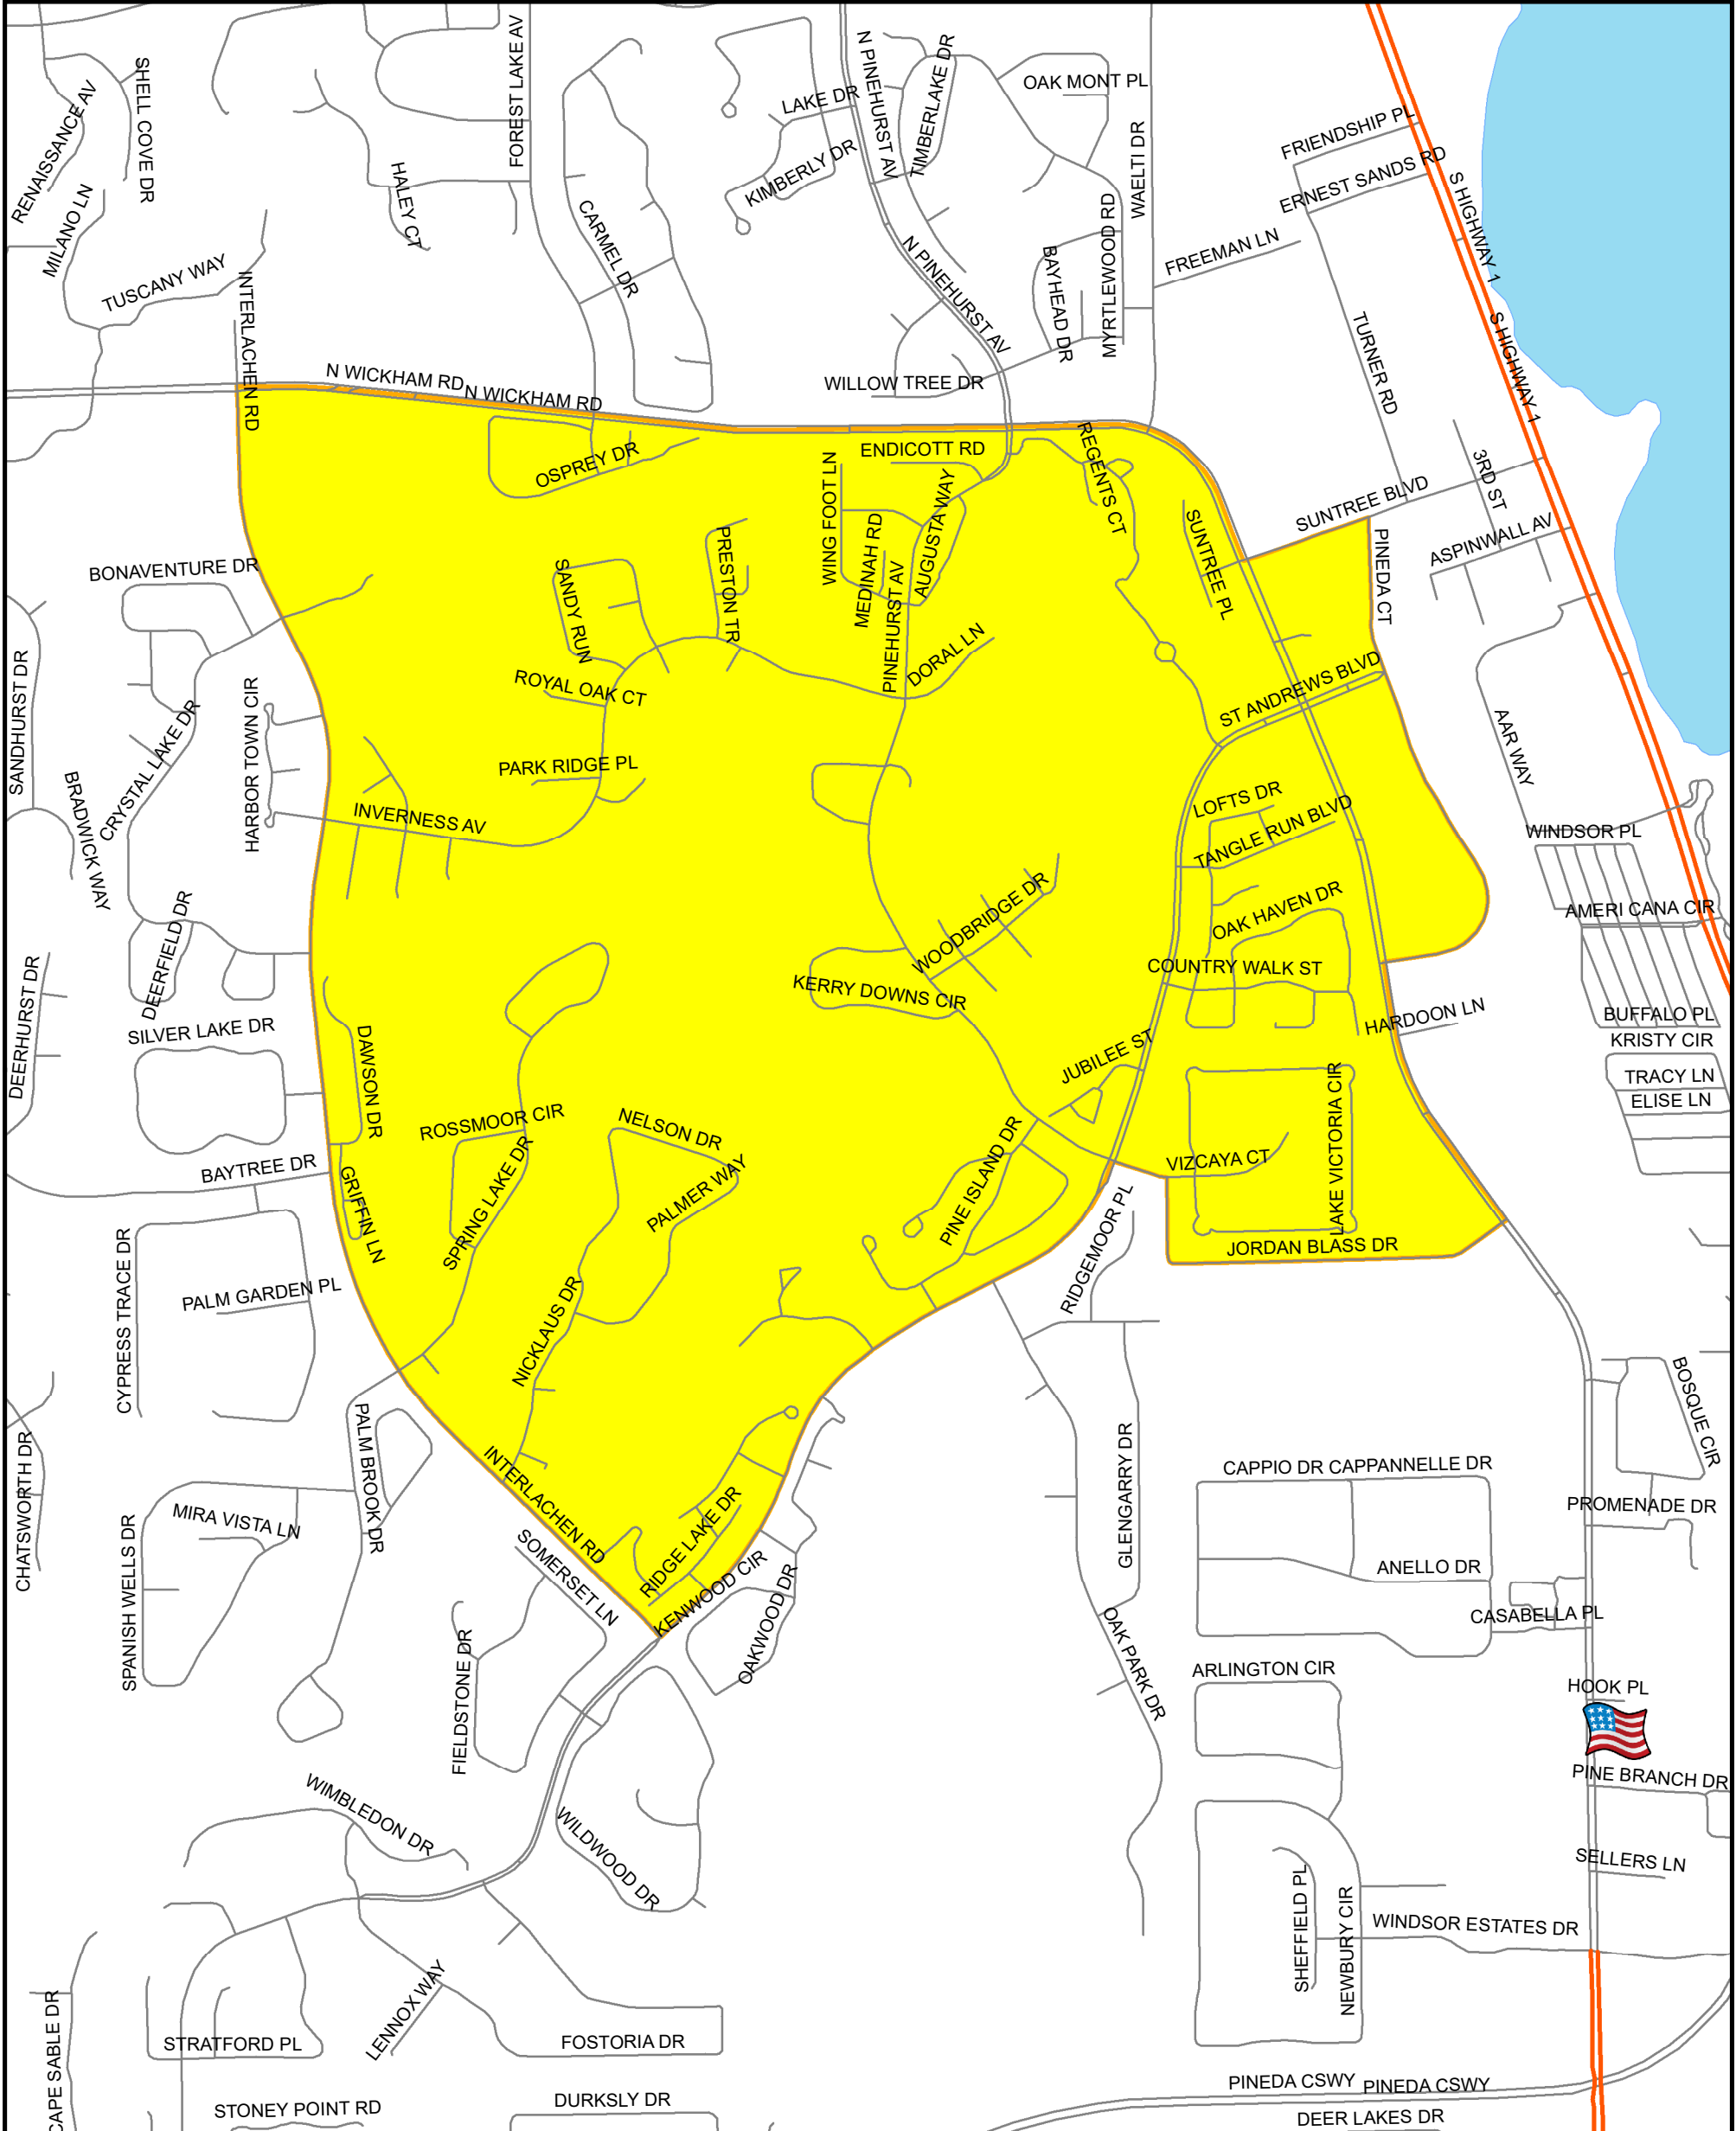 FOREST LAKE AV
N PINEHURST AV
TIMBERLAKE DR
SHELL COVE DR
RENAISSANCE AV
OAK MONT PL
LAKE DR
KIMBERLY DR
WAELTI DR
FRIENDSHIP PL
ERNEST SANDS RD
S HIGHWAY 1
HALEY CT
MILANO LN
CARMEL DR
MYRTLEWOOD RD
BAYHEAD DR
FREEMAN LN
N PINEHURST AV
TUSCANY WAY
INTERLACHEN RD
TURNER RD
S HIGHWAY 1
N WICKHAM RD
N WICKHAM RD
WILLOW TREE DR
OSPREY DR
ENDICOTT RD
REGENTS CT
WING FOOT LN
AUGUSTA WAY
MEDINAH RD
SUNTREE BLVD
3RD ST
ASPINWALL AV
SUNTREE PL
PINEDA CT
BONAVENTURE DR
SANDY RUN
PRESTON TR
PINEHURST AV
DORAL LN
SANDHURST DR
ROYAL OAK CT
ST ANDREWS BLVD
CRYSTAL LAKE DR
HARBOR TOWN CIR
AAR WAY
PARK RIDGE PL
BRADWICK WAY
INVERNESS AV
LOFTS DR
TANGLE RUN BLVD
WINDSOR PL
OAK HAVEN DR
AMERI CANA CIR
DEERFIELD DR
WOODBRIDGE DR
COUNTRY WALK ST
KERRY DOWNS CIR
DEERHURST DR
HARDOON LN
BUFFALO PL
SILVER LAKE DR
KRISTY CIR
DAWSON DR
JUBILEE ST
TRACY LN
ELISE LN
LAKE VICTORIA CIR
ROSSMOOR CIR
NELSON DR
PINE ISLAND DR
VIZCAYA CT
BAYTREE DR
SPRING LAKE DR
PALMER WAY
GRIFFIN LN
JORDAN BLASS DR
RIDGEMOOR PL
CYPRESS TRACE DR
PALM GARDEN PL
NICKLAUS DR
BOSQUE CIR
CHATSWORTH DR
PALM BROOK DR
INTERLACHEN RD
GLENGARRY DR
CAPPIO DR
CAPPANNELLE DR
PROMENADE DR
MIRA VISTA LN
SPANISH WELLS DR
RIDGE LAKE DR
SOMERSET LN
KENWOOD CIR
ANELLO DR
OAKWOOD DR
CASABELLA PL
OAK PARK DR
FIELDSTONE DR
ARLINGTON CIR
HOOK PL
PINE BRANCH DR
WIMBLEDON DR
WILDWOOD DR
SELLERS LN
SHEFFIELD PL
NEWBURY CIR
WINDSOR ESTATES DR
LENNOX WAY
CAPE SABLE DR
STRATFORD PL
FOSTORIA DR
PINEDA CSWY
PINEDA CSWY
STONEY POINT RD
DURKSLY DR
DEER LAKES DR